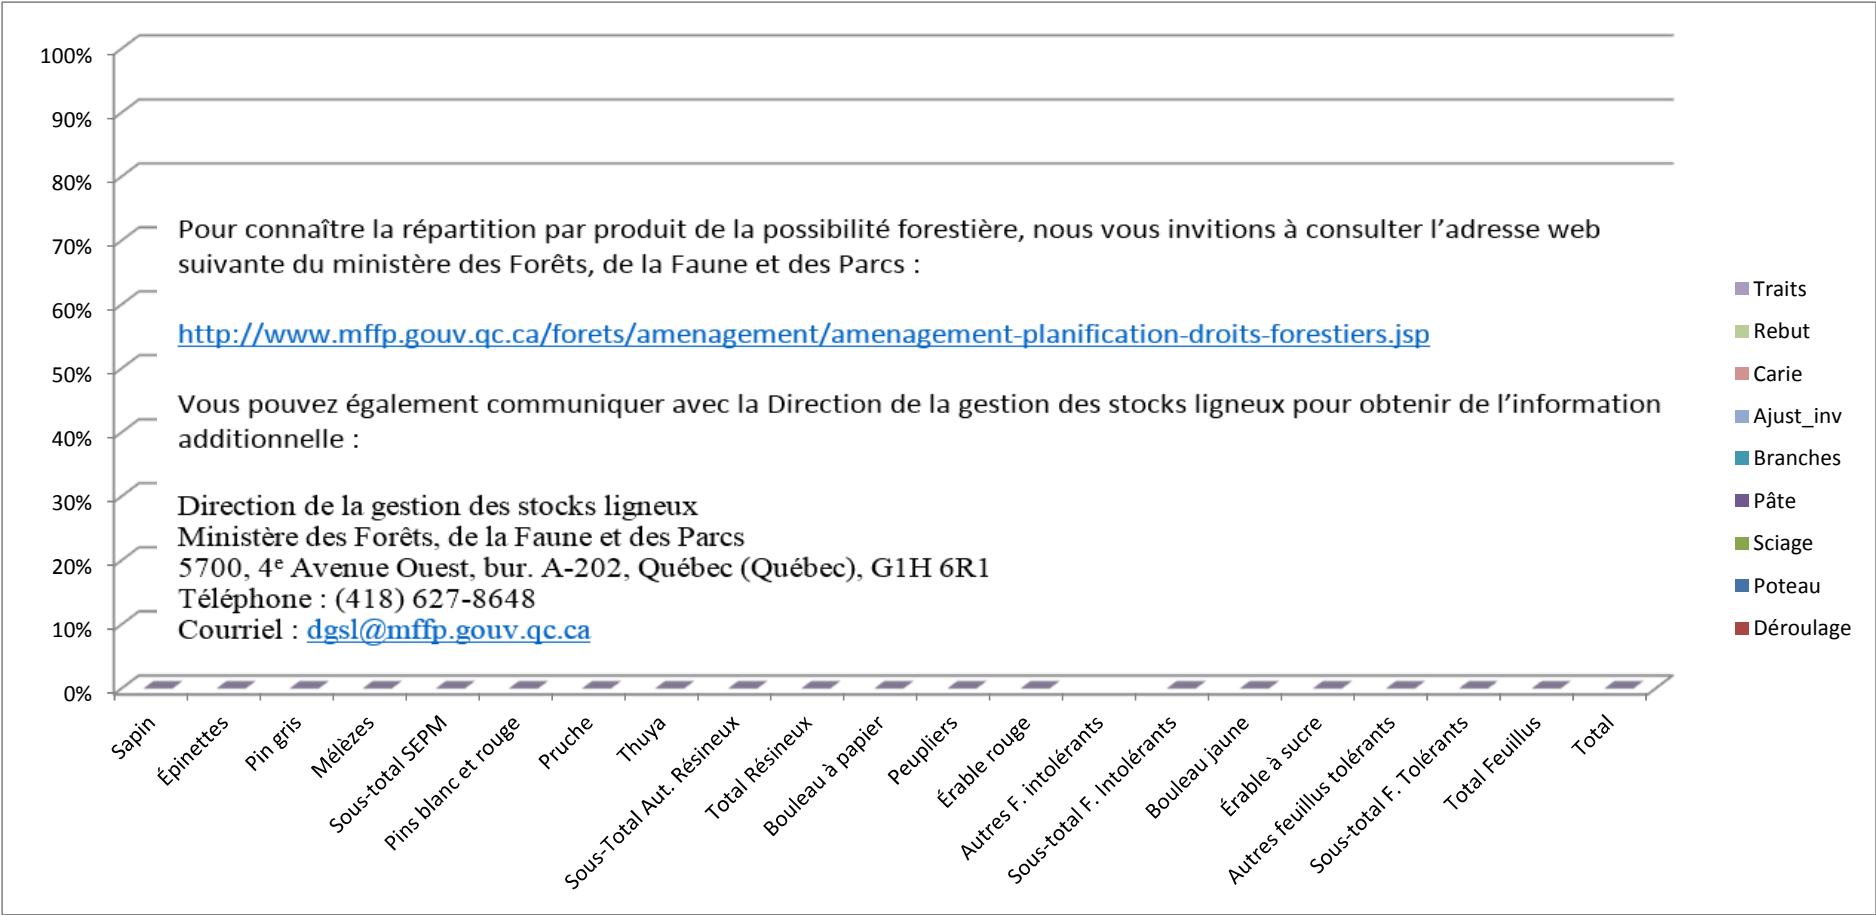 100%
90%
80%
70%
60%
50%
40%
30%
20%
10%
0%
Pour connaître la répartition par produit de la possibilité forestière, nous vous invitions à consulter l'adresse web
suivante du ministère des Forêts, de la Faune et des Parcs :
http://www.mffp.gouv.qc.ca/forets/amenagement/amenagement-planification-droits-forestiers.jsp
Vous pouvez également communiquer avec la Direction de la gestion des stocks ligneux pour obtenir de l'information
additionnelle :
Direction de la gestion des stocks ligneux
Ministère des Forêts, de la Faune et des Parcs
5700, 4e Avenue Ouest, bur. A-202, Québec (Québec), G1H 6R1
Téléphone : (418) 627-8648
Courriel : dgsl@mffp.gouv.qc.ca
Traits
Rebut
Carie
Ajust_inv
Branches
Pâte
Sciage
Poteau
Déroulage
Sapin
Épinettes
Pin gris
Mélèzes
Sous-total SEPM
Pins blanc et rouge
Pruche
Thuya
Sous-Total Aut. Résineux
Total Résineux
Bouleau à papier
Peupliers
Érable rouge
Autres F. intolérants
Sous-total F. Intolérants
Bouleau jaune
Érable à sucre
Autres feuillus tolérants
Sous-total F. Tolérants
Total Feuillus
Total